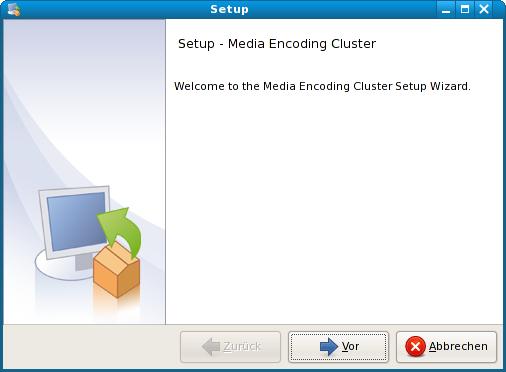 Setup
Setup - Media Encoding Cluster
Welcome to the Media Encoding Cluster Setup Wizard.
Zurück
Vor
Abbrechen